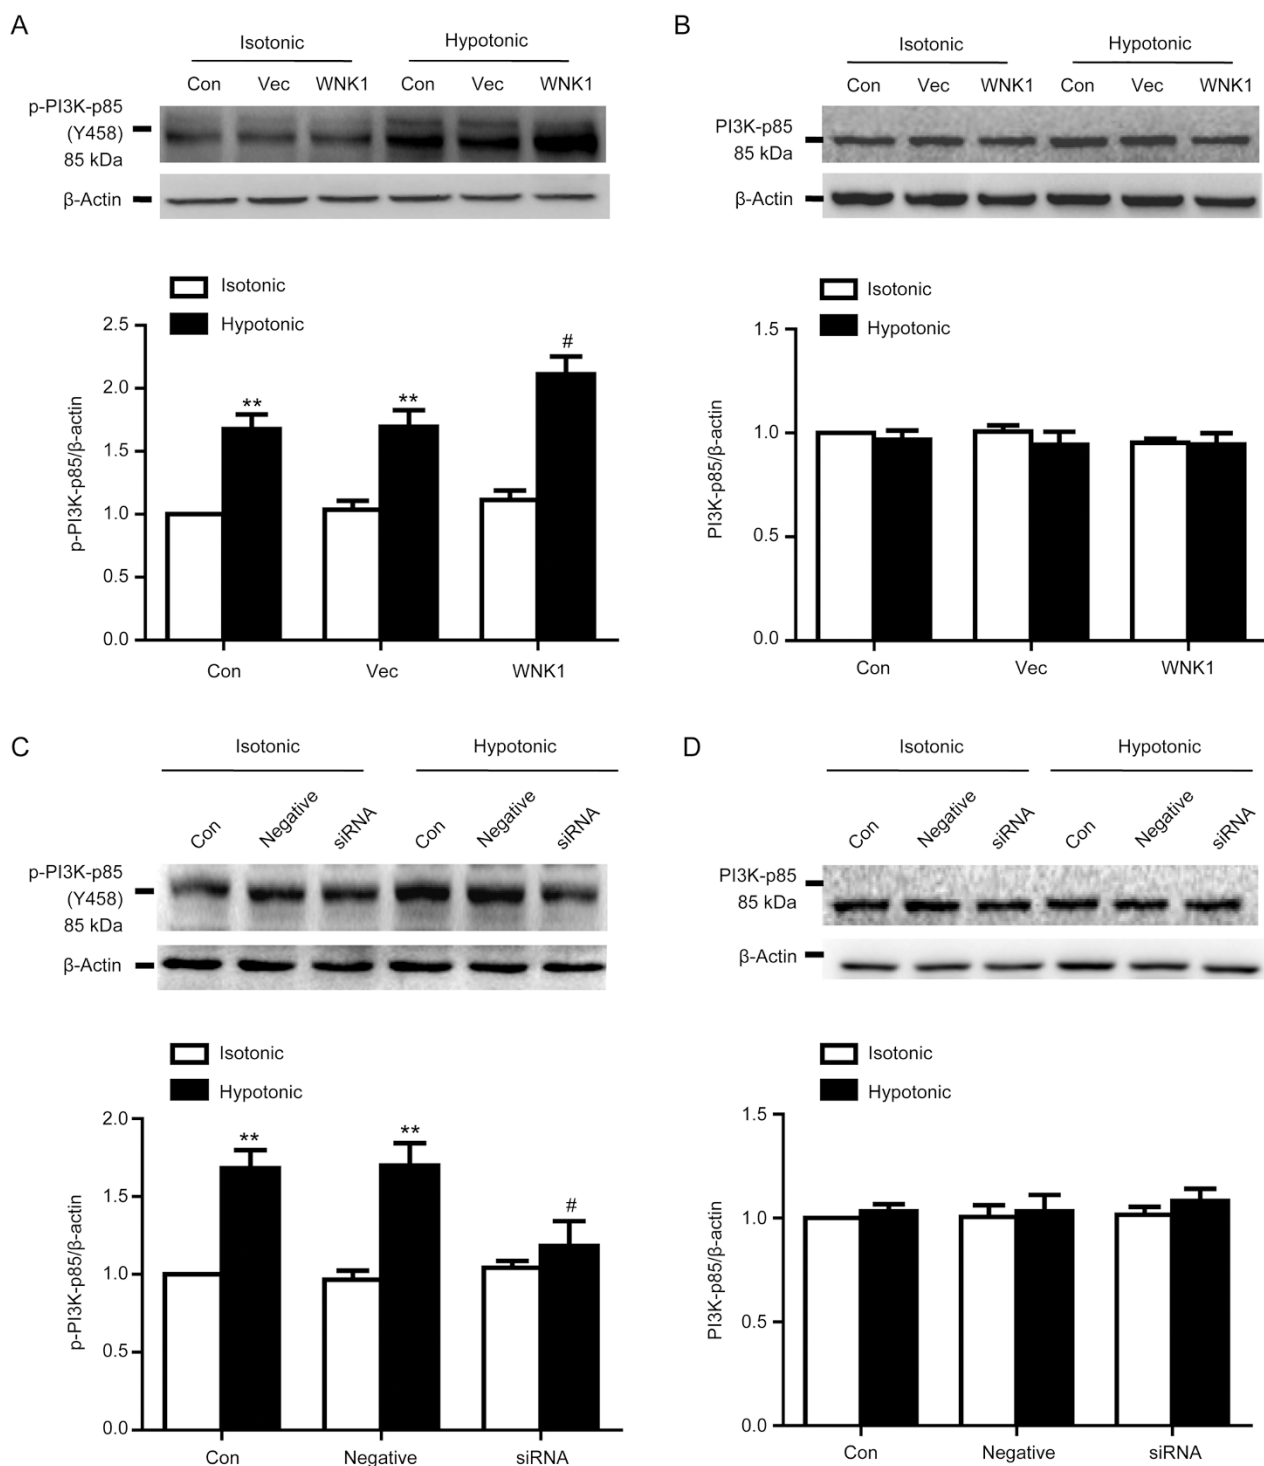 A
Isotonic Hypotonic
Con Vec WNK1 Con Vec WNK1
p-PI3K-p85
(Y458)
85 kDa
β-Actin
Isotonic
Hypotonic
2.5
2.0
1.5
1.0
0.5
0.0
p-PI3K-p85/β-actin
** ** #
Con Vec WNK1
B
Isotonic Hypotonic
Con Vec WNK1 Con Vec WNK1
PI3K-p85
85 kDa
β-Actin
Isotonic
Hypotonic
1.5
1.0
0.5
0.0
PI3K-p85/β-actin
Con Vec WNK1
C
Isotonic Hypotonic
Con Negative siRNA Con Negative siRNA
p-PI3K-p85
(Y458)
85 kDa
β-Actin
Isotonic
Hypotonic
2.0
1.5
1.0
0.5
0.0
p-PI3K-p85/β-actin
** ** #
Con Negative siRNA
D
Isotonic Hypotonic
Con Negative siRNA Con Negative siRNA
PI3K-p85
85 kDa
β-Actin
Isotonic
Hypotonic
1.5
1.0
0.5
0.0
PI3K-p85/β-actin
Con Negative siRNA